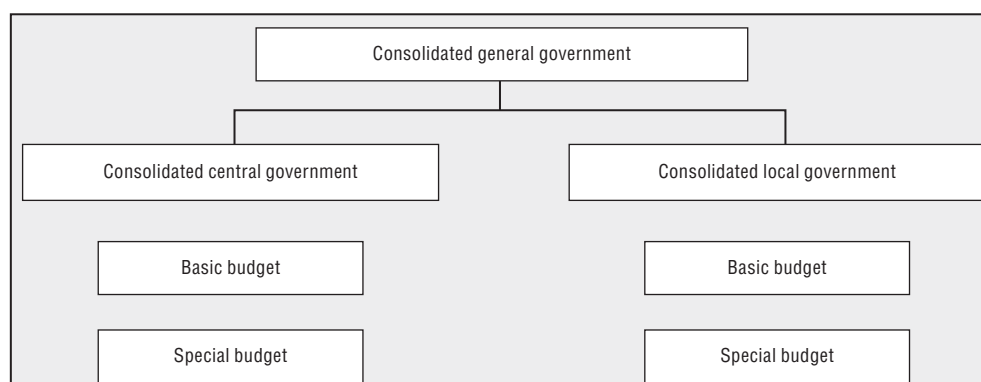 Consolidated general government
Consolidated central government
Consolidated local government
Basic budget
Basic budget
Special budget
Special budget